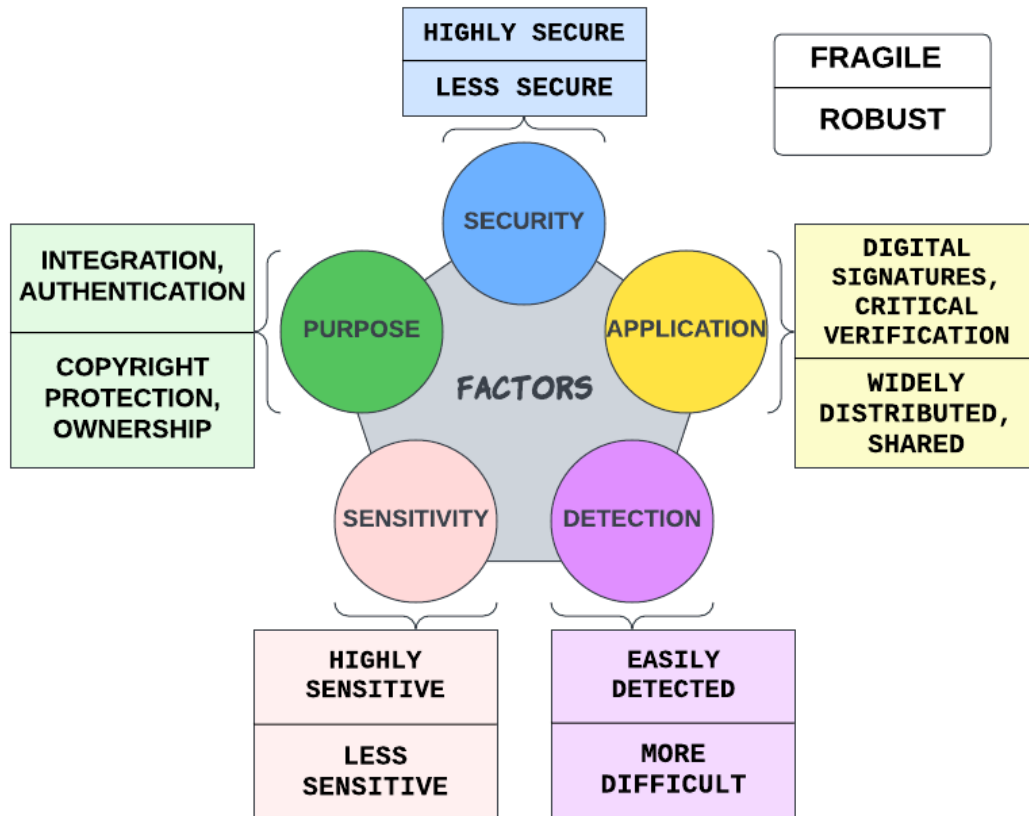 HIGHLY SECURE
LESS SECURE
FRAGILE
ROBUST
SECURITY
INTEGRATION,
AUTHENTICATION
COPYRIGHT
PROTECTION,
OWNERSHIP
PURPOSE
APPLICATION
DIGITAL
SIGNATURES,
CRITICAL
VERIFICATION
WIDELY
DISTRIBUTED,
SHARED
FACTORS
SENSITIVITY
DETECTION
HIGHLY
SENSITIVE
LESS
SENSITIVE
EASILY
DETECTED
MORE
DIFFICULT